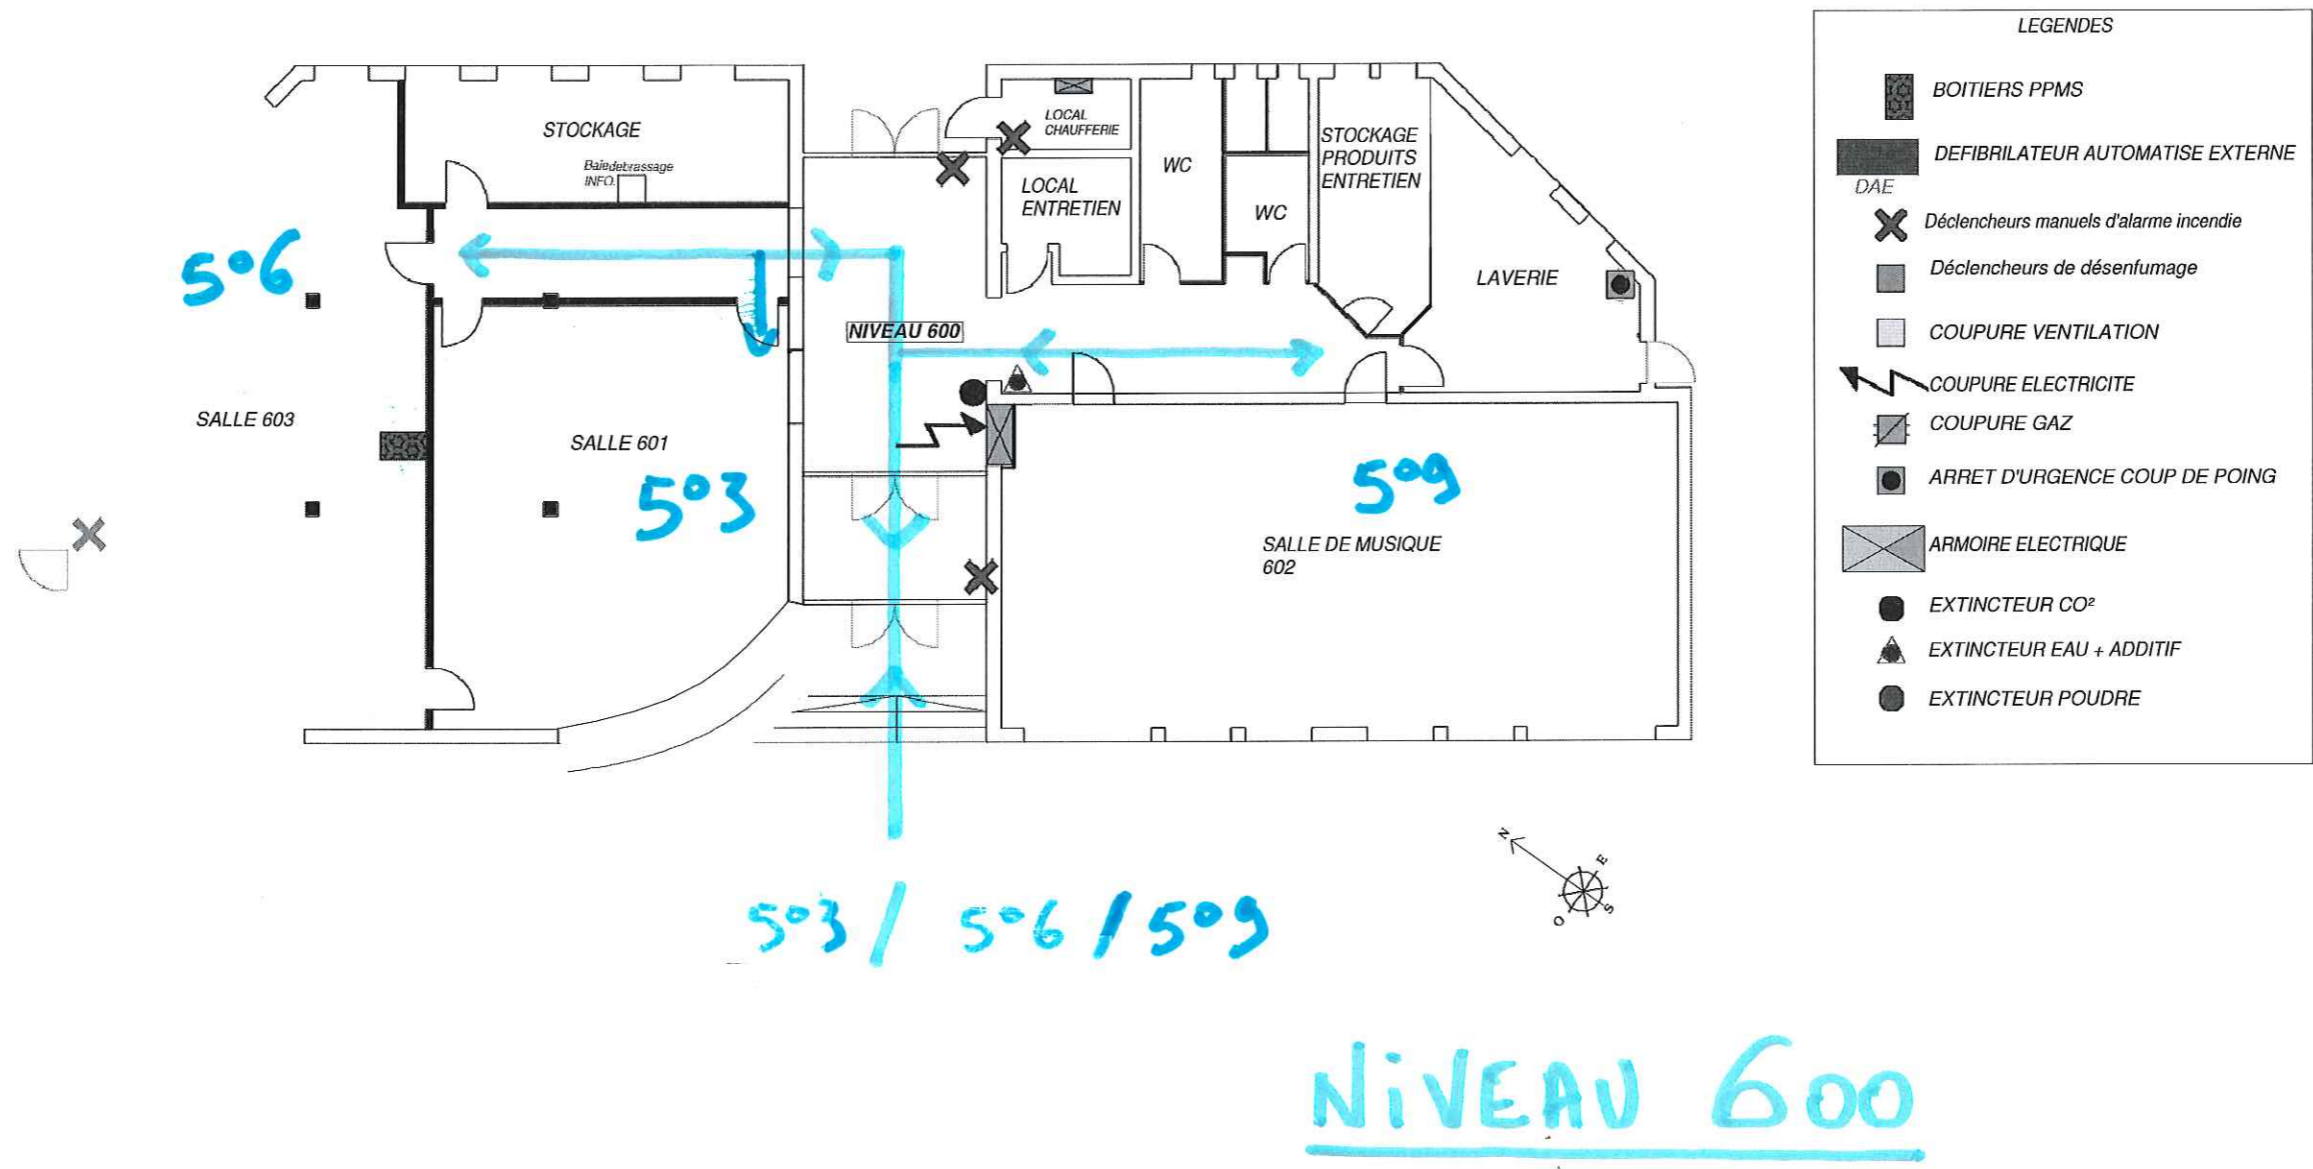 LEGENDES
BOITIERS PPMS
DEFIBRILATEUR AUTOMATISE EXTERNE
DAE
Déclencheurs manuels d'alarme incendie
Déclencheurs de désenfumage
COUPURE VENTILATION
COUPURE ELECTRICITE
COUPURE GAZ
ARRET D'URGENCE COUP DE POING
ARMOIRE ELECTRIQUE
EXTINCTEUR CO²
EXTINCTEUR EAU + ADDITIF
EXTINCTEUR POUDRE
STOCKAGE
Baiedebrassage
INFO.
LOCAL
CHAUFFERIE
LOCAL
ENTRETIEN
WC
WC
STOCKAGE
PRODUITS
ENTRETIEN
LAVERIE
5°6
NIVEAU 600
SALLE 603
SALLE 601
5°3
5°9
SALLE DE MUSIQUE
602
N
E
S
O
5°3 / 5°6 / 5°9
NiVEAU 600